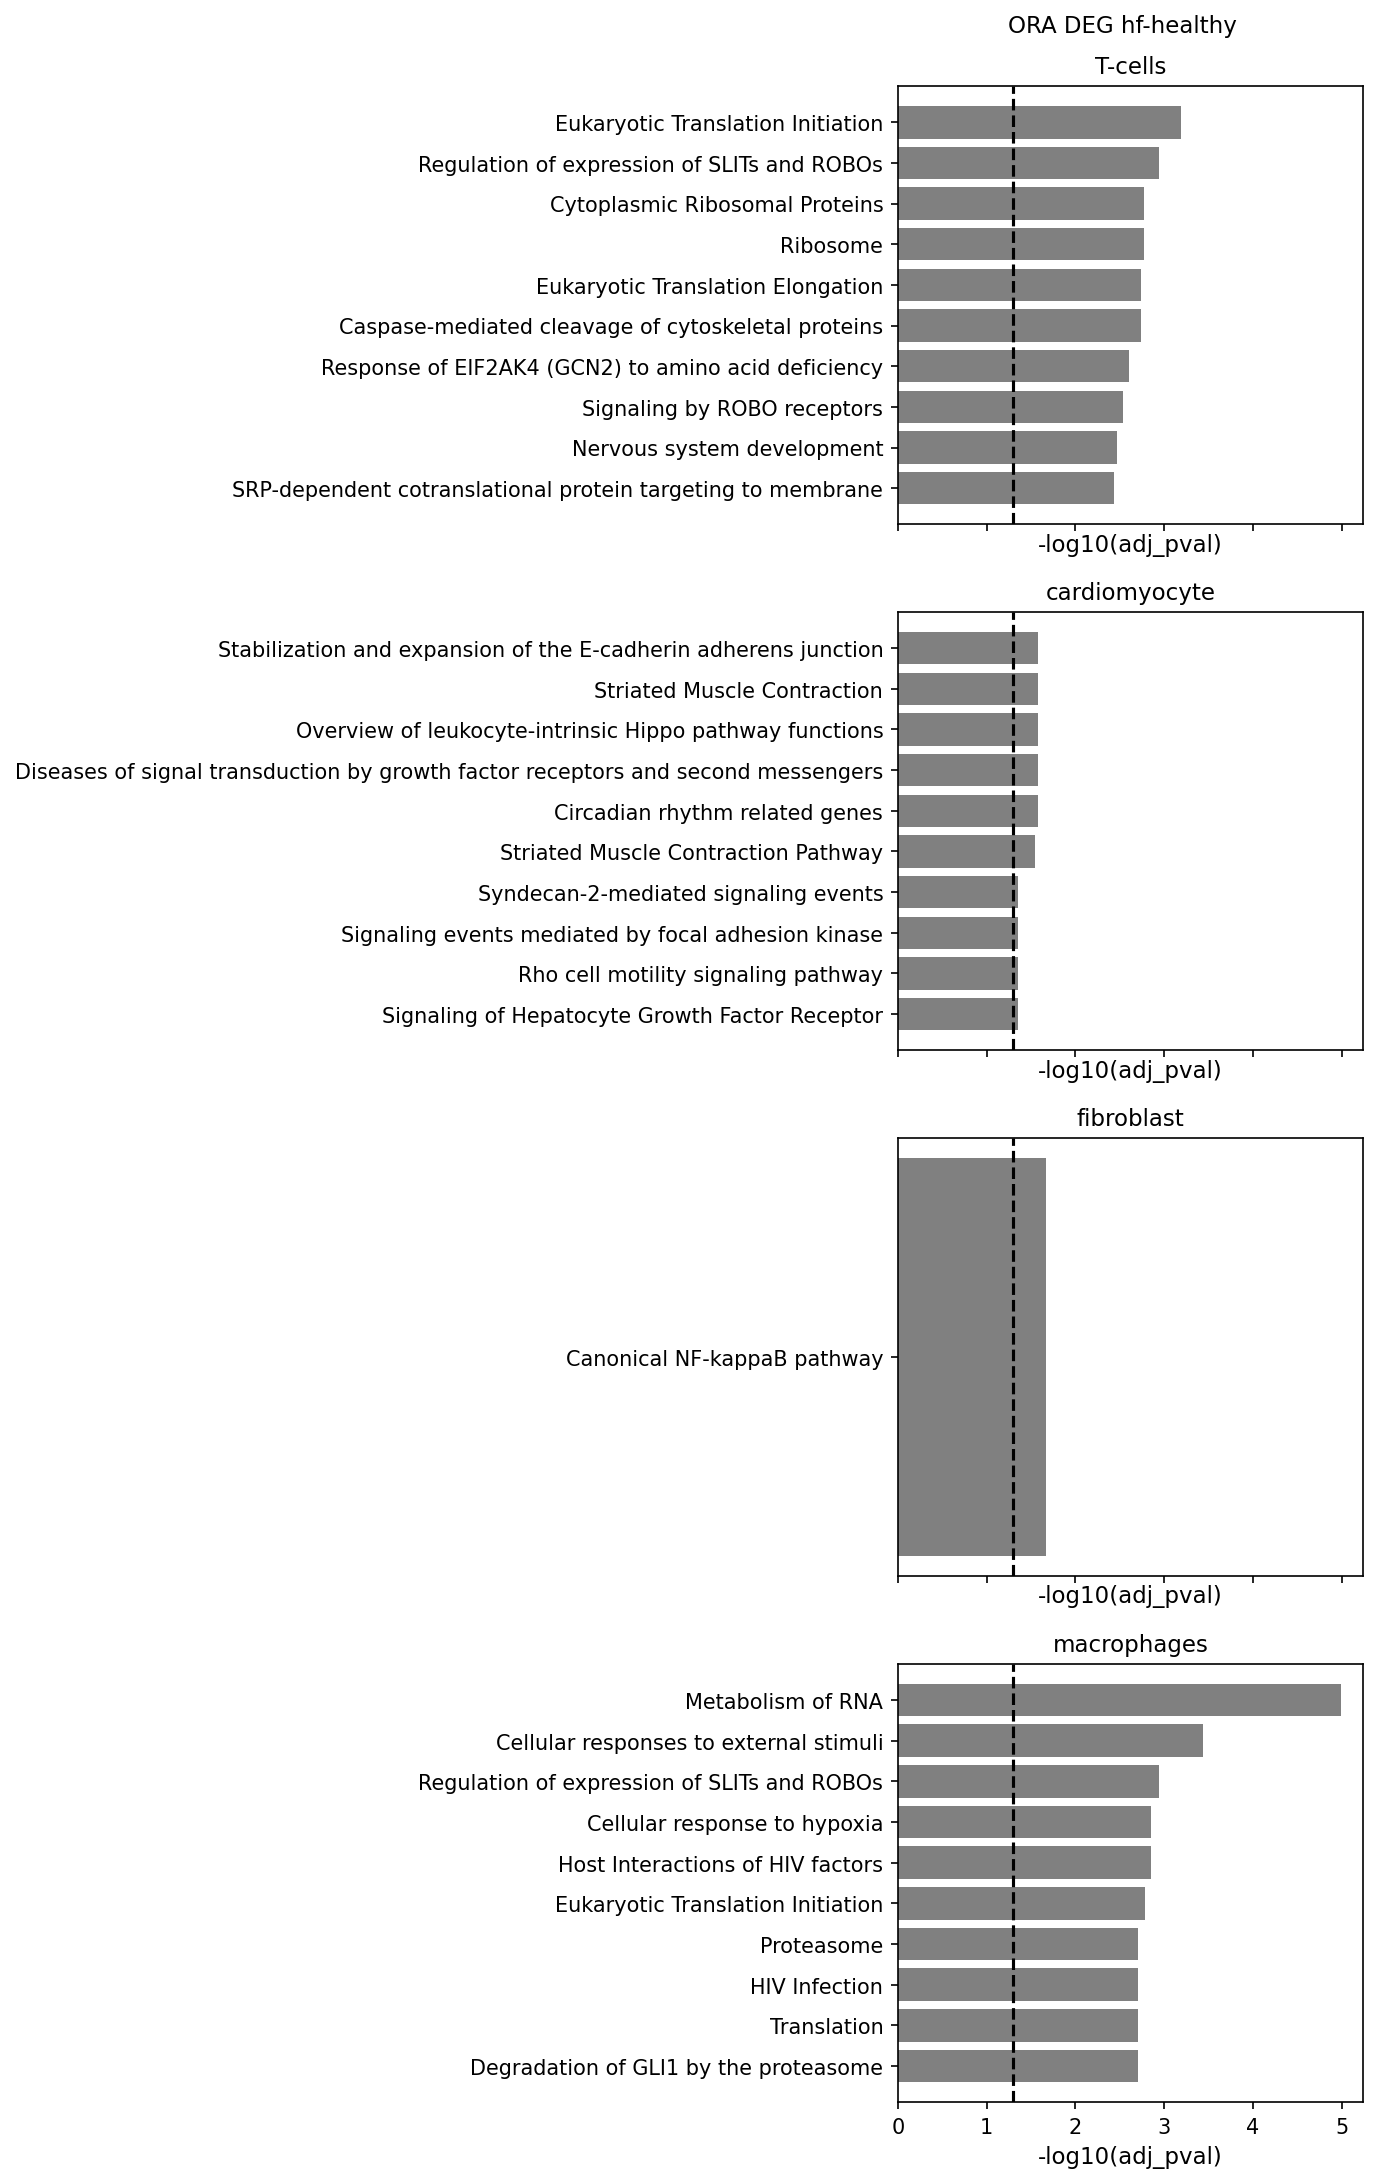 ORA DEG hf-healthy
T-cells
Eukaryotic Translation Initiation
Regulation of expression of SLITs and ROBOs
Cytoplasmic Ribosomal Proteins
Ribosome
Eukaryotic Translation Elongation
Caspase-mediated cleavage of cytoskeletal proteins
Response of EIF2AK4 (GCN2) to amino acid deficiency
Signaling by ROBO receptors
Nervous system development
SRP-dependent cotranslational protein targeting to membrane
-log10(adj_pval)
cardiomyocyte
Stabilization and expansion of the E-cadherin adherens junction
Striated Muscle Contraction
Overview of leukocyte-intrinsic Hippo pathway functions
Diseases of signal transduction by growth factor receptors and second messengers
Circadian rhythm related genes
Striated Muscle Contraction Pathway
Syndecan-2-mediated signaling events
Signaling events mediated by focal adhesion kinase
Rho cell motility signaling pathway
Signaling of Hepatocyte Growth Factor Receptor
-log10(adj_pval)
fibroblast
Canonical NF-kappaB pathway
-log10(adj_pval)
macrophages
Metabolism of RNA
Cellular responses to external stimuli
Regulation of expression of SLITs and ROBOs
Cellular response to hypoxia
Host Interactions of HIV factors
Eukaryotic Translation Initiation
Proteasome
HIV Infection
Translation
Degradation of GLI1 by the proteasome
0 1 2 3 4 5
-log10(adj_pval)